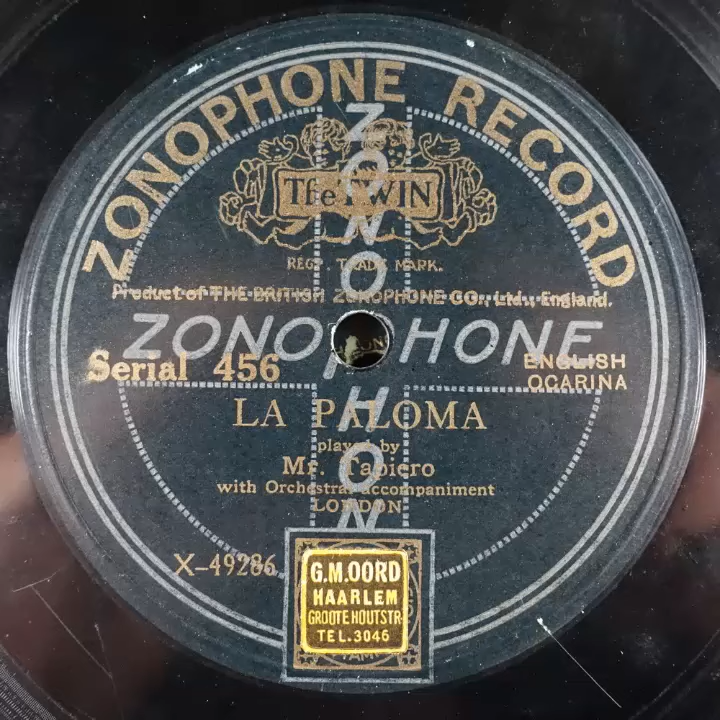 ZONOPHONE RECORD
The TWIN
REGD. TRADE MARK.
Product of THE BRITISH ZONOPHONE CO., Ltd., England.
ZONOPHONE
ZONOPHON
Serial 456
ENGLISH
OCARINA
LA PALOMA
played by
Mr. Tapiero
with Orchestral accompaniment
LONDON
X-49286
G.M.OORD
HAARLEM
GROOTE HOUTSTR.
TEL.3046